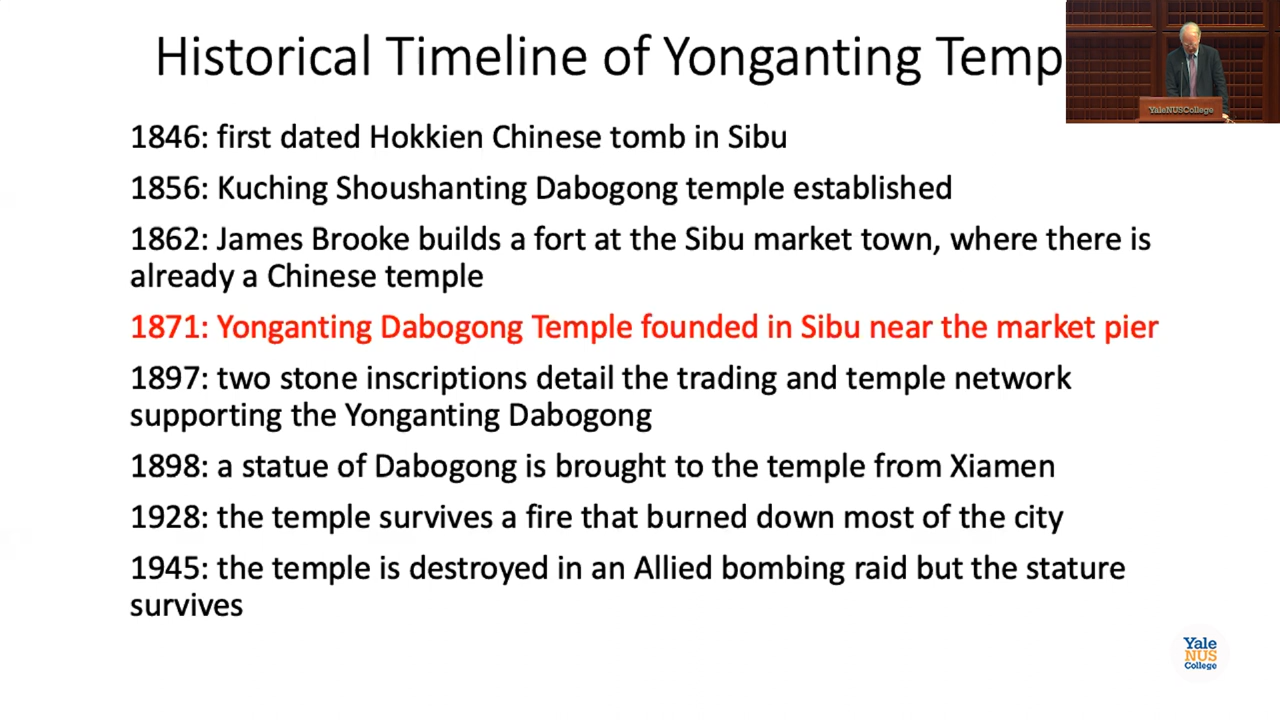 Historical Timeline of Yonganting Temp
YaleNUSCollege
1846: first dated Hokkien Chinese tomb in Sibu
1856: Kuching Shoushanting Dabogong temple established
1862: James Brooke builds a fort at the Sibu market town, where there is
already a Chinese temple
1871: Yonganting Dabogong Temple founded in Sibu near the market pier
1897: two stone inscriptions detail the trading and temple network
supporting the Yonganting Dabogong
1898: a statue of Dabogong is brought to the temple from Xiamen
1928: the temple survives a fire that burned down most of the city
1945: the temple is destroyed in an Allied bombing raid but the stature
survives
Yale
NUS
College